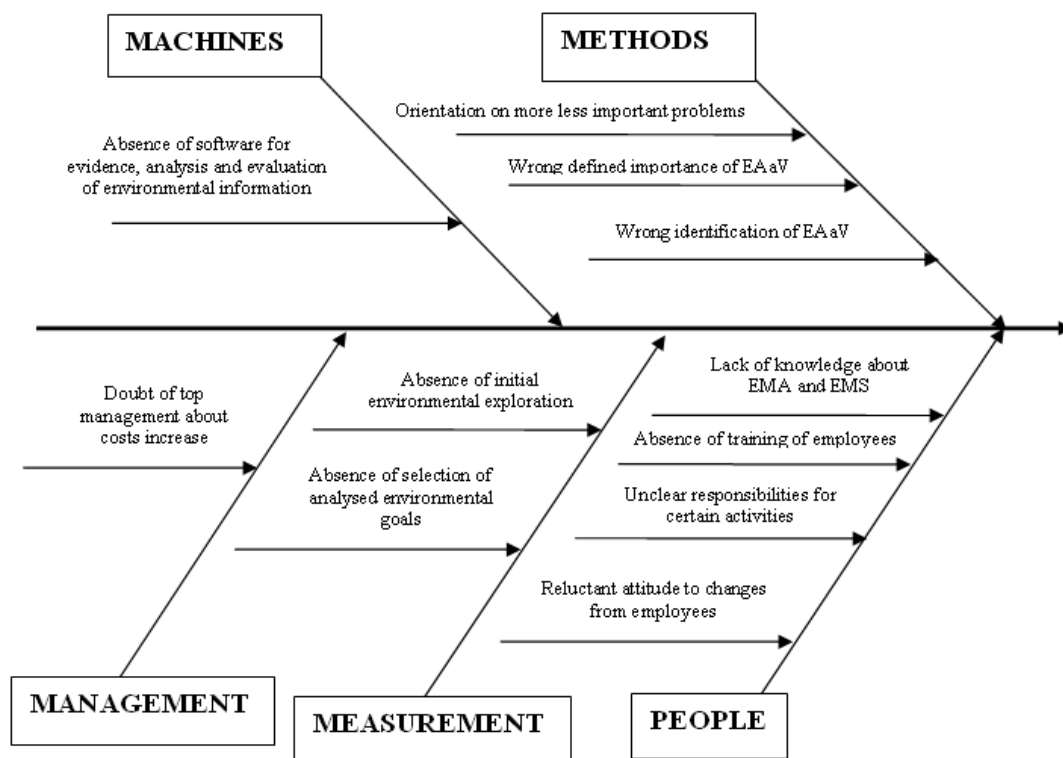 MACHINES
METHODS
Orientation on more less important problems
Absence of software for
evidence, analysis and evaluation
of environmental information
Wrong defined importance of EAaV
Wrong identification of EAaV
Doubt of top
management about
costs increase
Absence of initial
environmental exploration
Lack of knowledge about
EMA and EMS
Absence of training of employees
Absence of selection of
analysed environmental
goals
Unclear responsibilities for
certain activities
Reluctant attitude to changes
from employees
MANAGEMENT
MEASUREMENT
PEOPLE